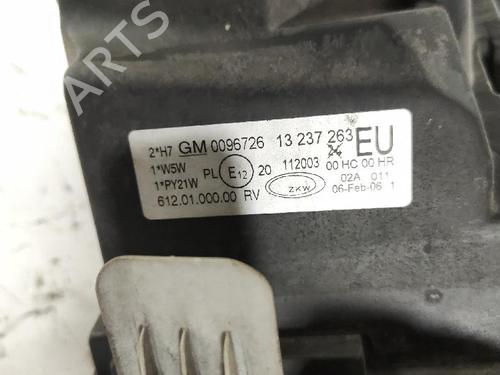 ARTS
2*H7 GM 0096726 13 237 263 EU
1*W5W PL E12 20 112003 00 HC 00 HR
1*PY21W ZKW 02A 011
612.01.000.00 RV 06-Feb-06 1